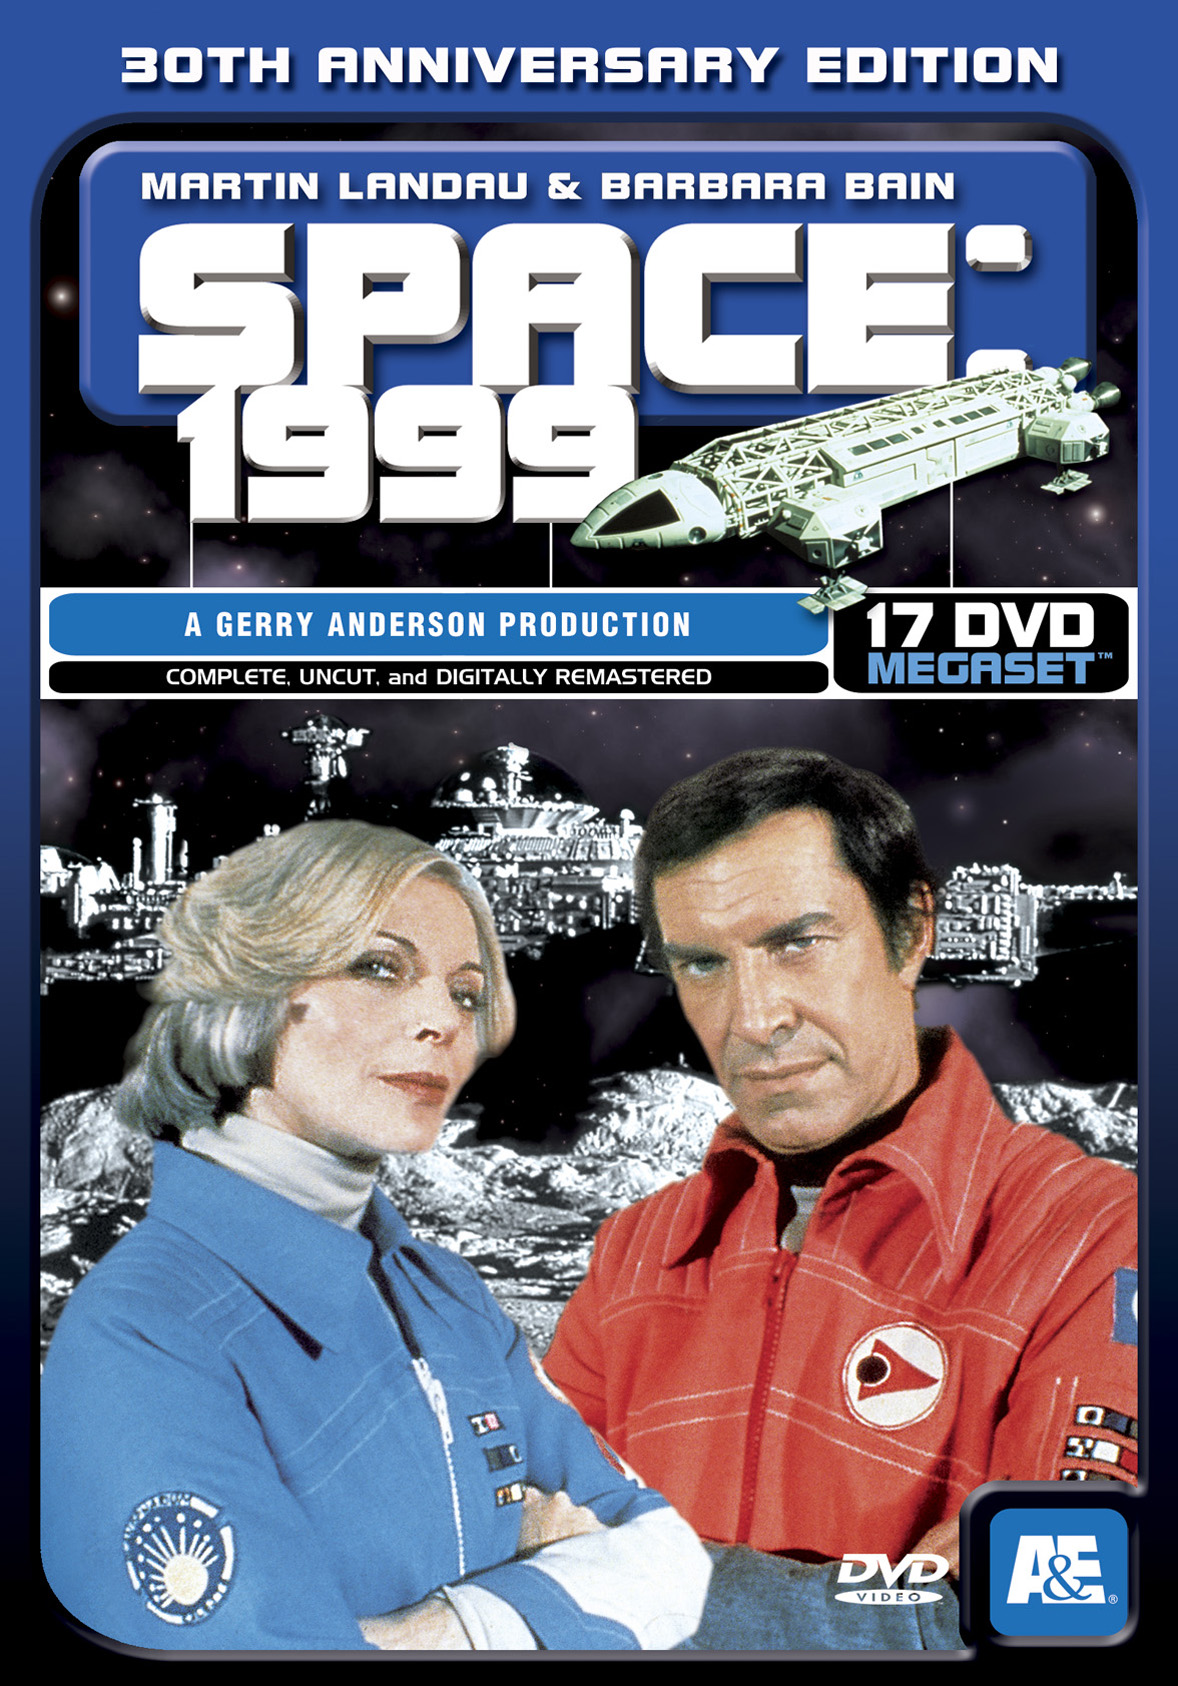 30TH ANNIVERSARY EDITION
MARTIN LANDAU & BARBARA BAIN
SPACE:
1999
A GERRY ANDERSON PRODUCTION
COMPLETE, UNCUT, and DIGITALLY REMASTERED
17 DVD
MEGASET™
DVD
VIDEO
A&E®